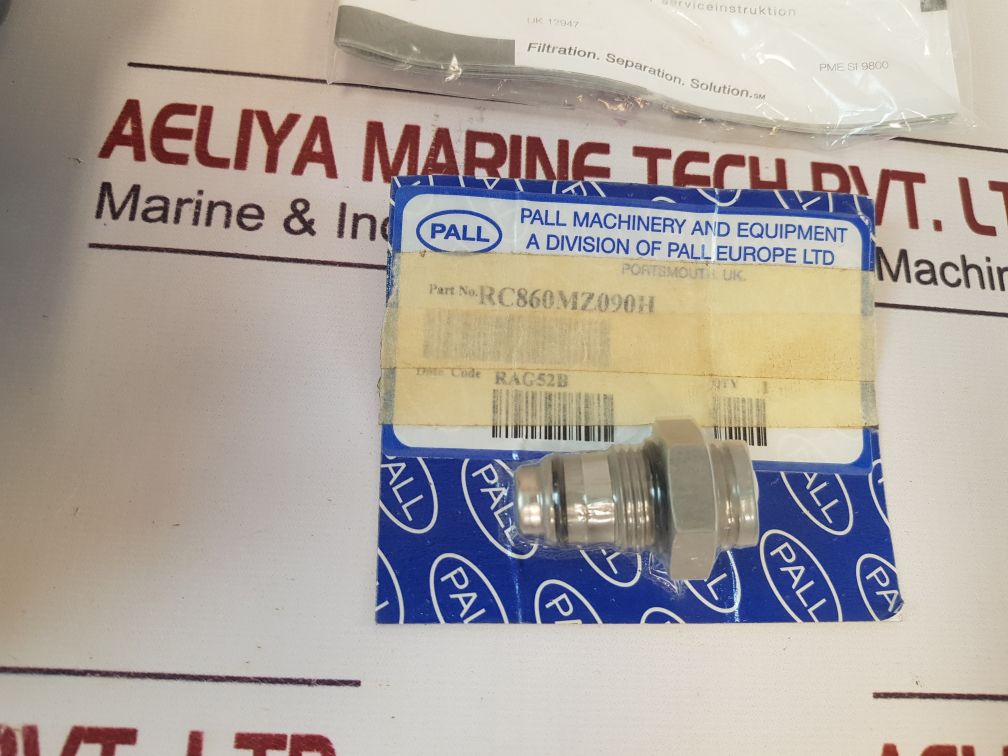 serviceinstruktion
UK 12947
Filtration. Separation. Solution.SM
PME SI 9800
AELIYA MARINE TECH PVT. LT
Marine & Ind
Machin
PALL
PALL MACHINERY AND EQUIPMENT
A DIVISION OF PALL EUROPE LTD
PORTSMOUTH. UK.
Part No. RC860MZ090H
Date Code RAG52B
QTY 1
PALL
PALL
PALL
PALL
PALL
PALL
PVT. LTD